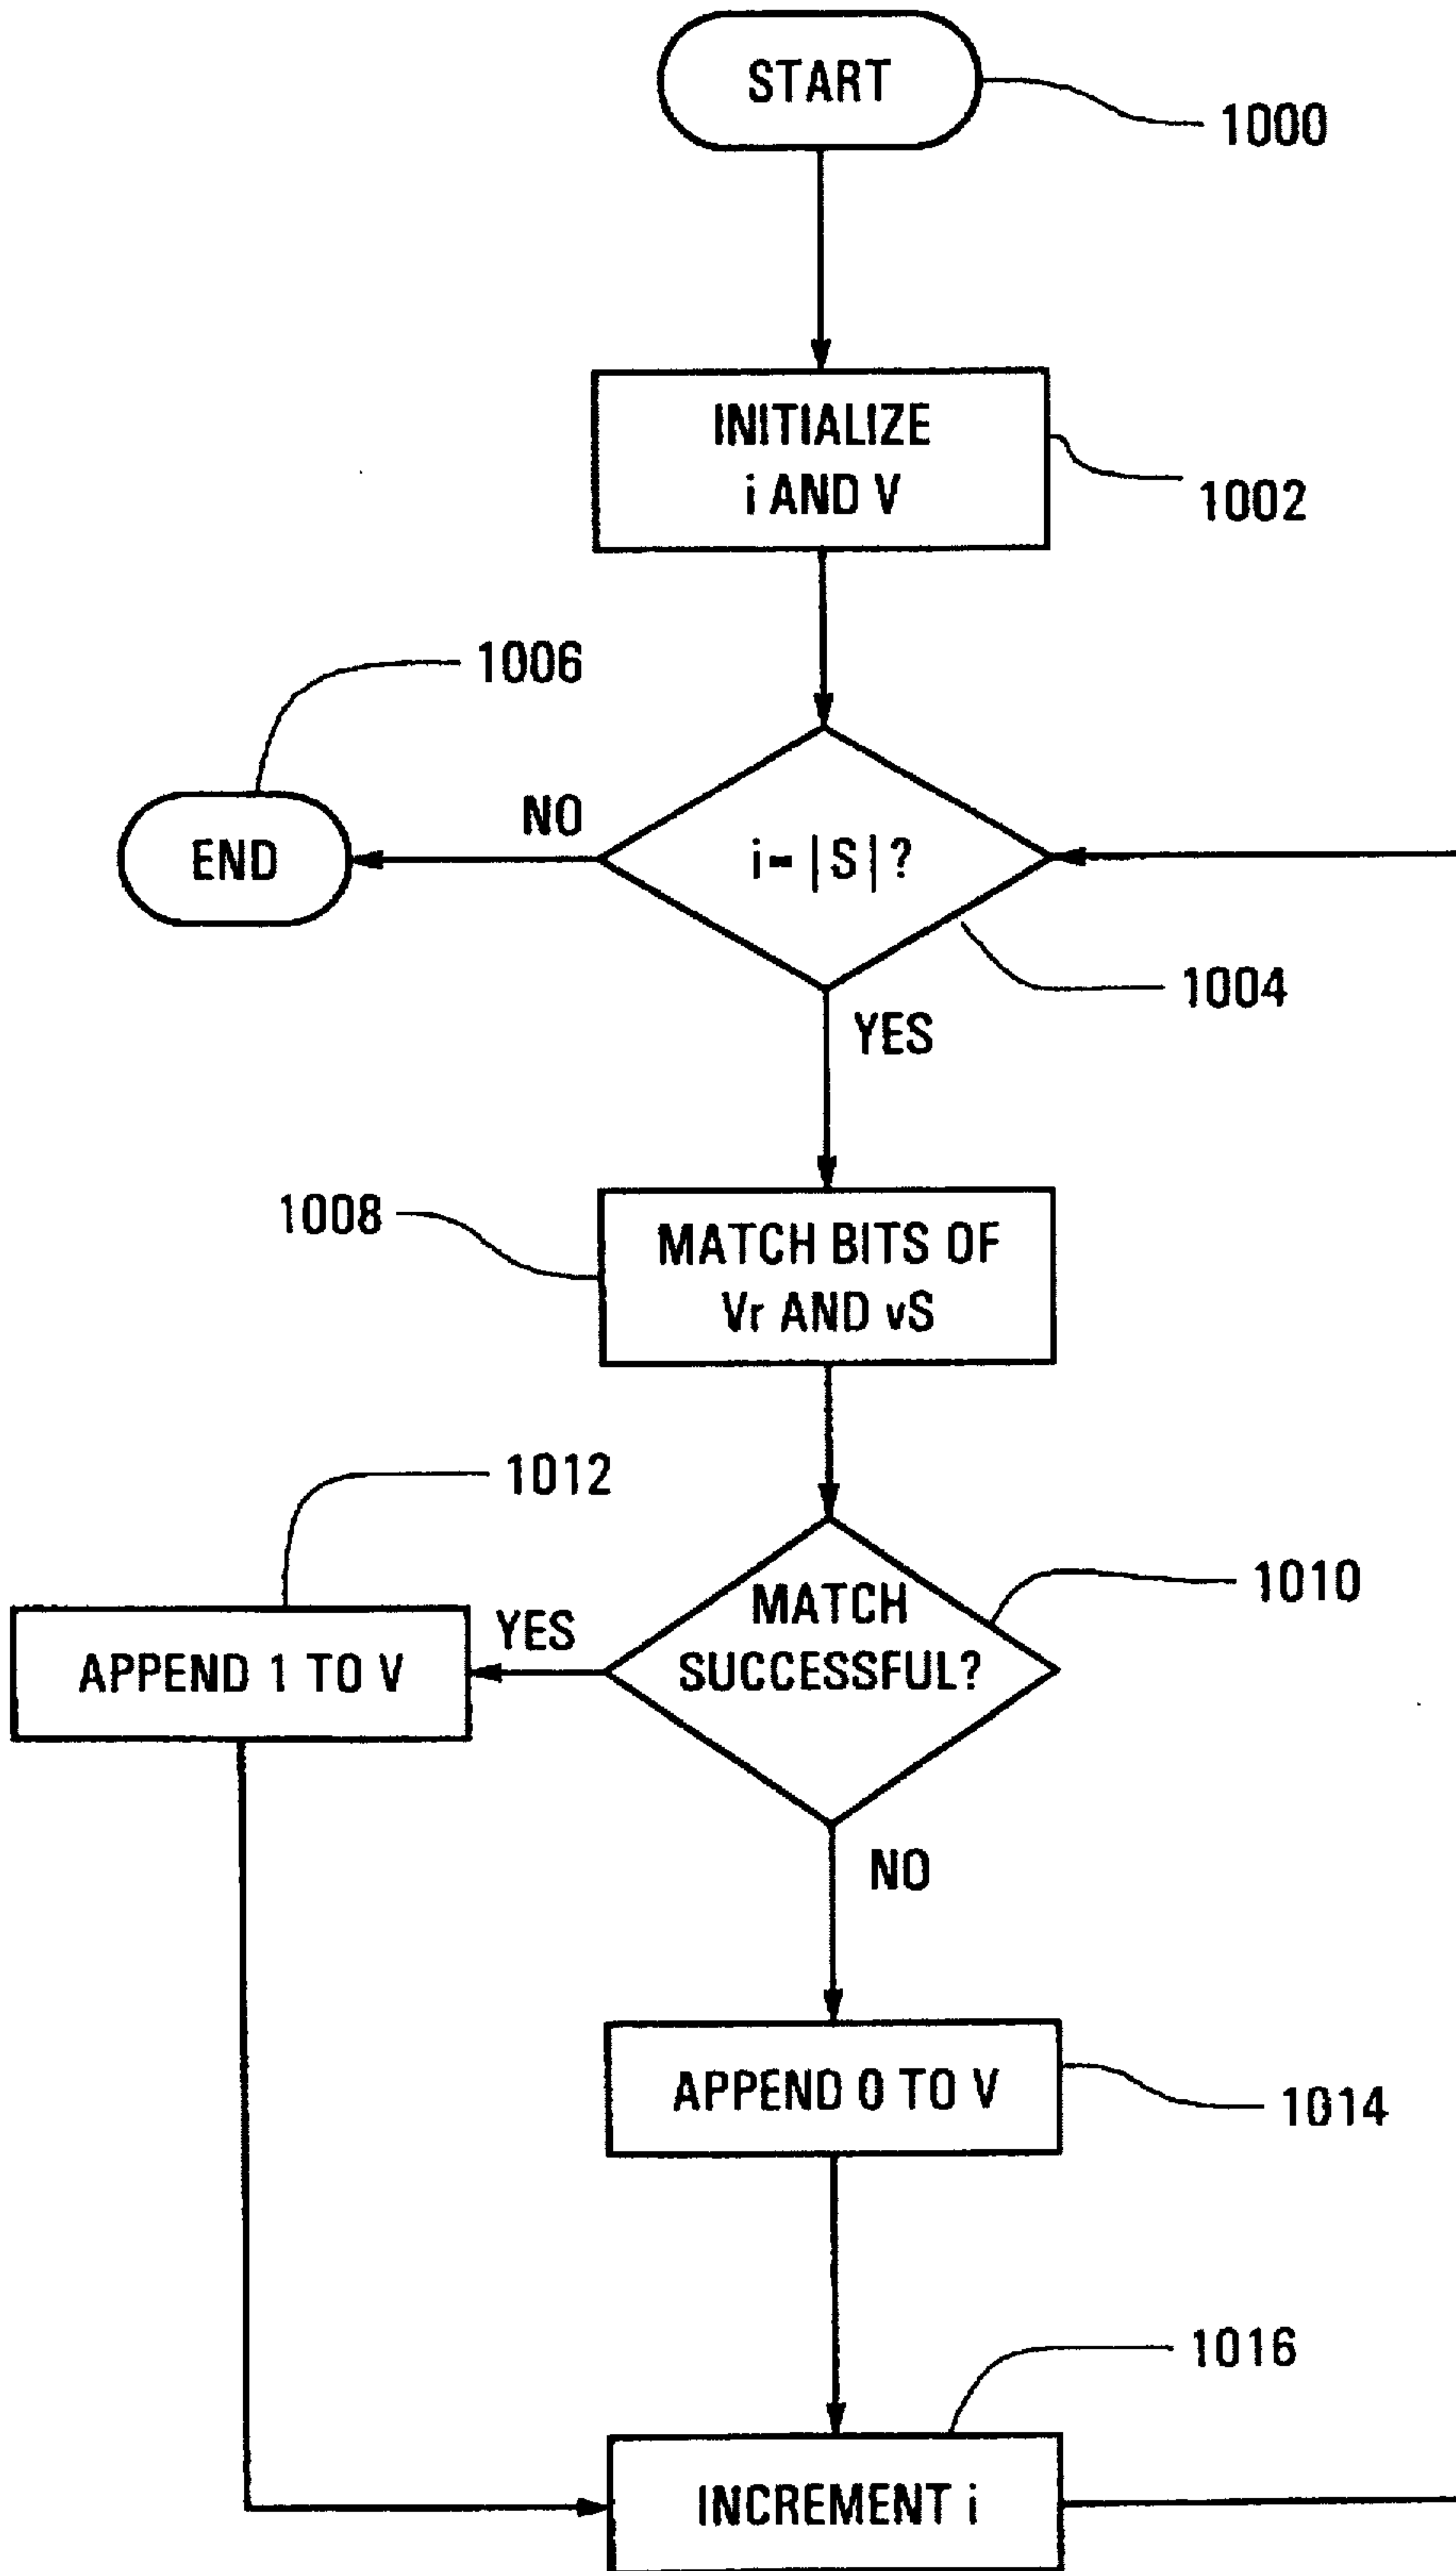 START
1000
INITIALIZE
i AND V
1002
1006
NO
END
i=|S|?
1004
YES
1008
MATCH BITS OF
Vr AND vS
1012
1010
MATCH
SUCCESSFUL?
YES
APPEND 1 TO V
NO
APPEND 0 TO V
1014
1016
INCREMENT i